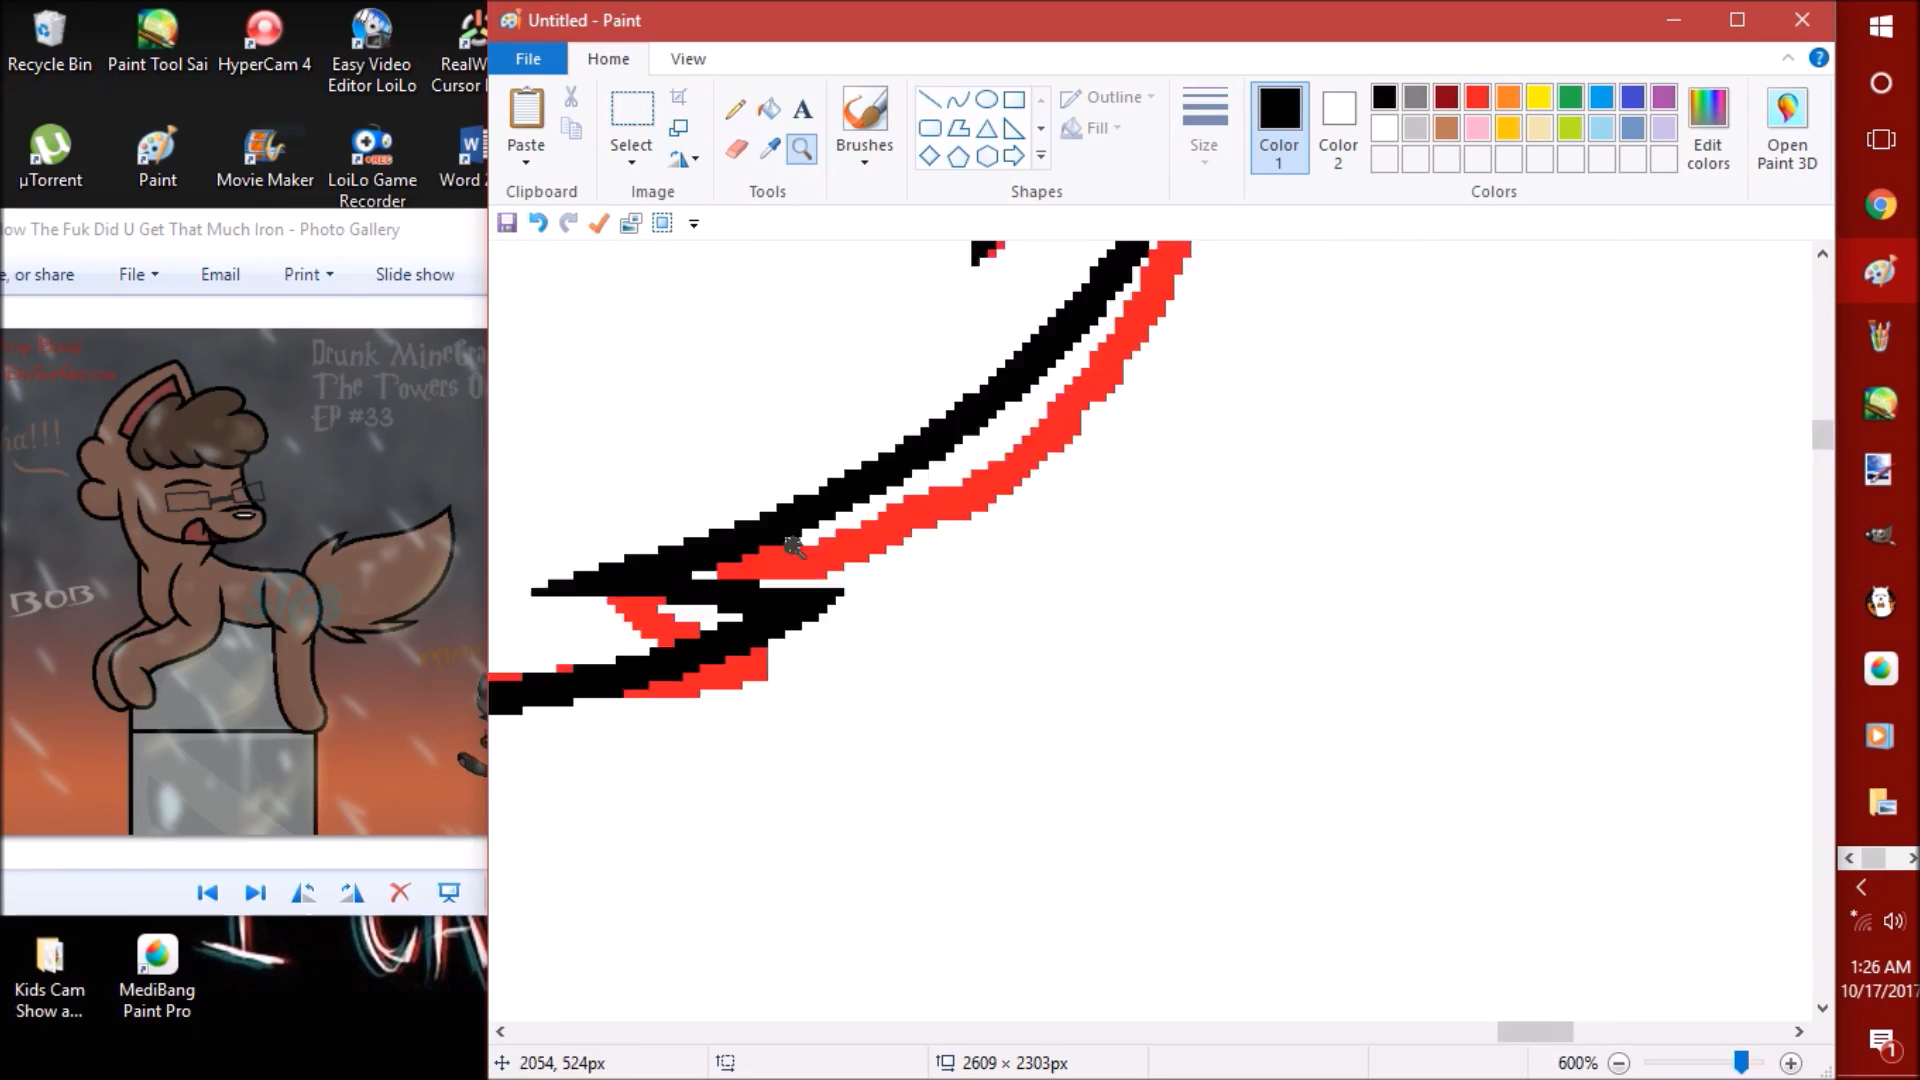 Recycle Bin
Paint Tool Sai
HyperCam 4
Easy Video
Editor LoiLo
RealW
Cursor
µTorrent
Paint
Movie Maker
LoiLo Game
Recorder
Word
ow The Fuk Did U Get That Much Iron - Photo Gallery
e, or share
File
Email
Print
Slide show
Drunk MineCra
The Towers O
EP #33
ha!!!
BOB
Kids Cam
Show a...
MediBang
Paint Pro
Untitled - Paint
File
Home
View
Paste
Select
Brushes
Outline
Fill
Size
Color
1
Color
2
Edit
colors
Open
Paint 3D
Clipboard
Image
Tools
Shapes
Colors
2054, 524px
2609 × 2303px
600%
1:26 AM
10/17/2017
1